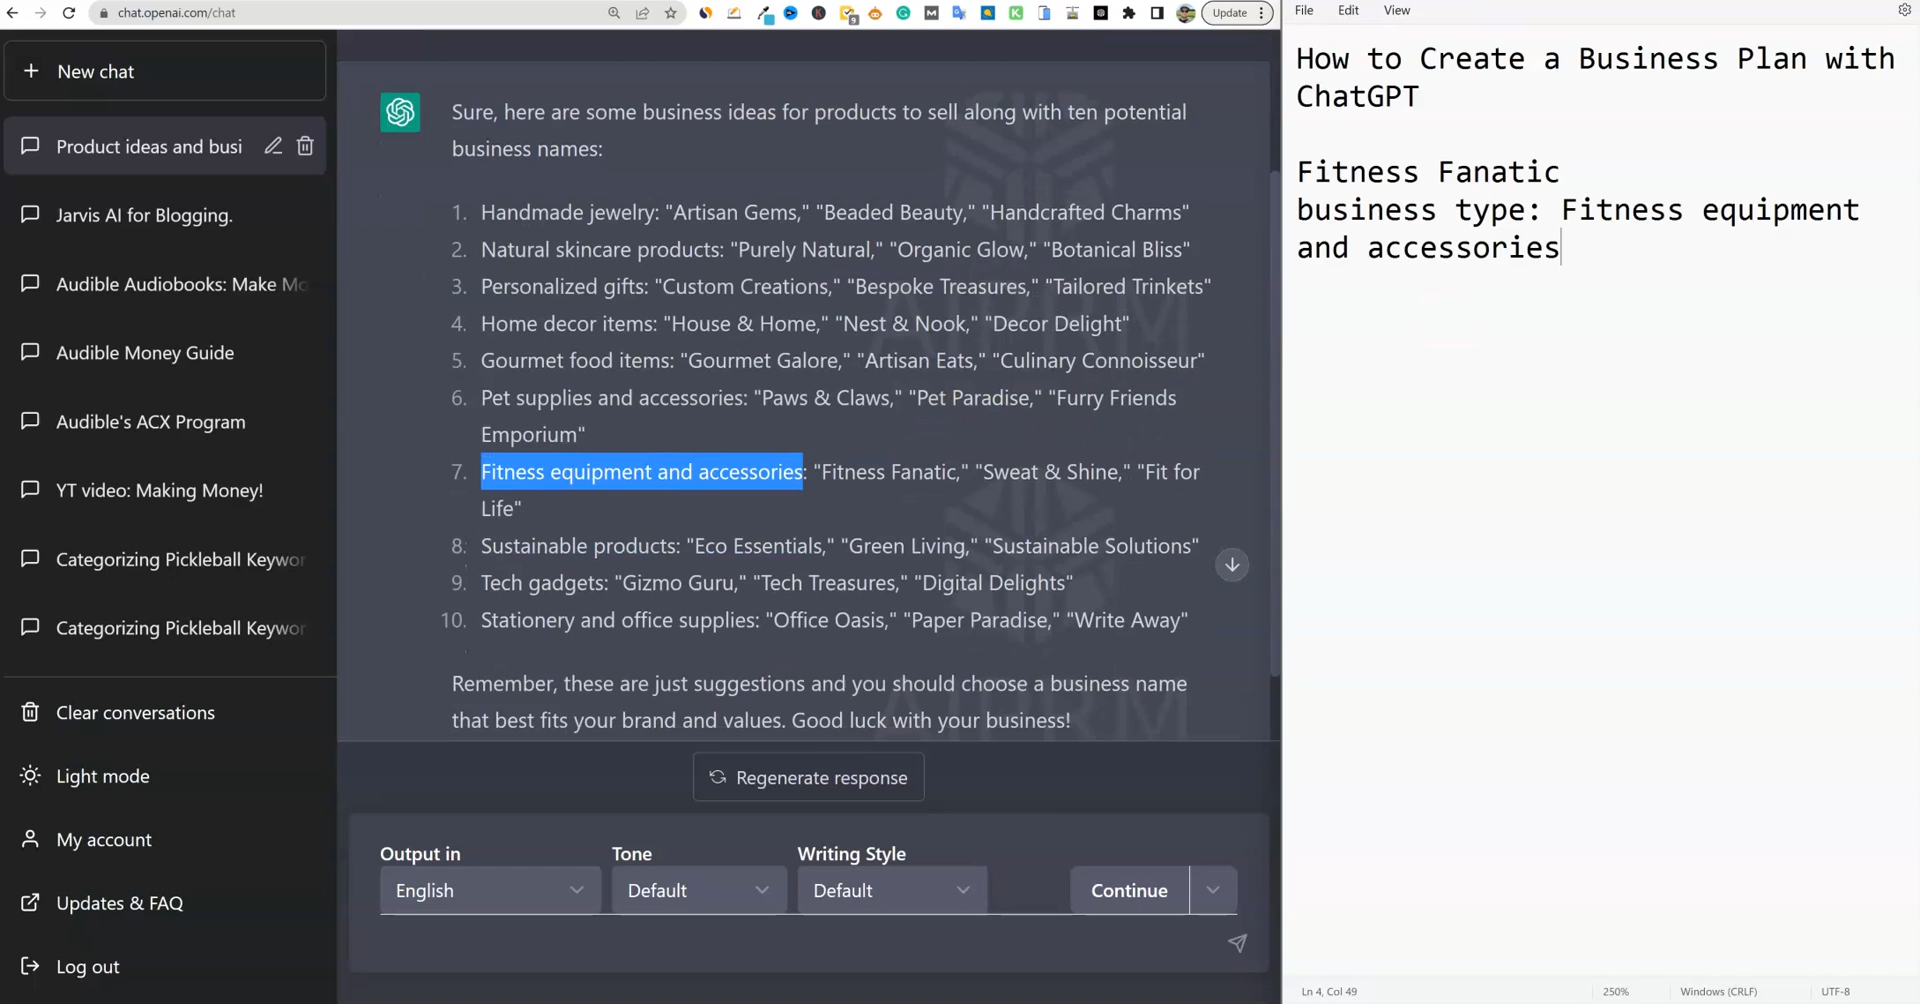 chat.openai.com/chat
Update
File Edit View
New chat
Product ideas and busi
Jarvis AI for Blogging.
Audible Audiobooks: Make Mo
Audible Money Guide
Audible's ACX Program
YT video: Making Money!
Categorizing Pickleball Keywor
Categorizing Pickleball Keywor
Clear conversations
Light mode
My account
Updates & FAQ
Log out
Sure, here are some business ideas for products to sell along with ten potential
business names:
1. Handmade jewelry: "Artisan Gems," "Beaded Beauty," "Handcrafted Charms"
2. Natural skincare products: "Purely Natural," "Organic Glow," "Botanical Bliss"
3. Personalized gifts: "Custom Creations," "Bespoke Treasures," "Tailored Trinkets"
4. Home decor items: "House & Home," "Nest & Nook," "Decor Delight"
5. Gourmet food items: "Gourmet Galore," "Artisan Eats," "Culinary Connoisseur"
6. Pet supplies and accessories: "Paws & Claws," "Pet Paradise," "Furry Friends
Emporium"
7. Fitness equipment and accessories: "Fitness Fanatic," "Sweat & Shine," "Fit for
Life"
8. Sustainable products: "Eco Essentials," "Green Living," "Sustainable Solutions"
9. Tech gadgets: "Gizmo Guru," "Tech Treasures," "Digital Delights"
10. Stationery and office supplies: "Office Oasis," "Paper Paradise," "Write Away"
Remember, these are just suggestions and you should choose a business name
that best fits your brand and values. Good luck with your business!
AIPRM
AIPRM
Regenerate response
Output in Tone Writing Style
English Default Default Continue
How to Create a Business Plan with
ChatGPT
Fitness Fanatic
business type: Fitness equipment
and accessories
Ln 4, Col 49 250% Windows (CRLF) UTF-8